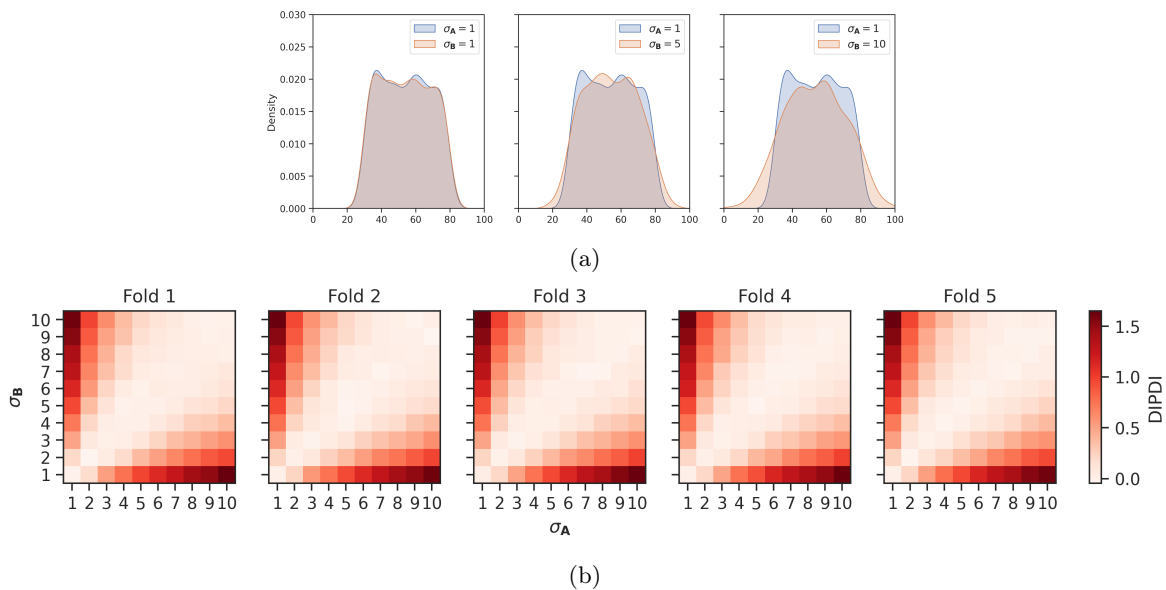 0.030
0.025
0.020
0.015
0.010
0.005
0.000
Density
0 20 40 60 80 100
σA = 1
σB = 1
0 20 40 60 80 100
σA = 1
σB = 5
0 20 40 60 80 100
σA = 1
σB = 10
(a)
Fold 1 Fold 2 Fold 3 Fold 4 Fold 5
10
9
8
7
6
5
4
3
2
1
σB
1 2 3 4 5 6 7 8 9 10
1 2 3 4 5 6 7 8 9 10
1 2 3 4 5 6 7 8 9 10
1 2 3 4 5 6 7 8 9 10
1 2 3 4 5 6 7 8 9 10
σA
1.5
1.0
0.5
0.0
DIPDI
(b)